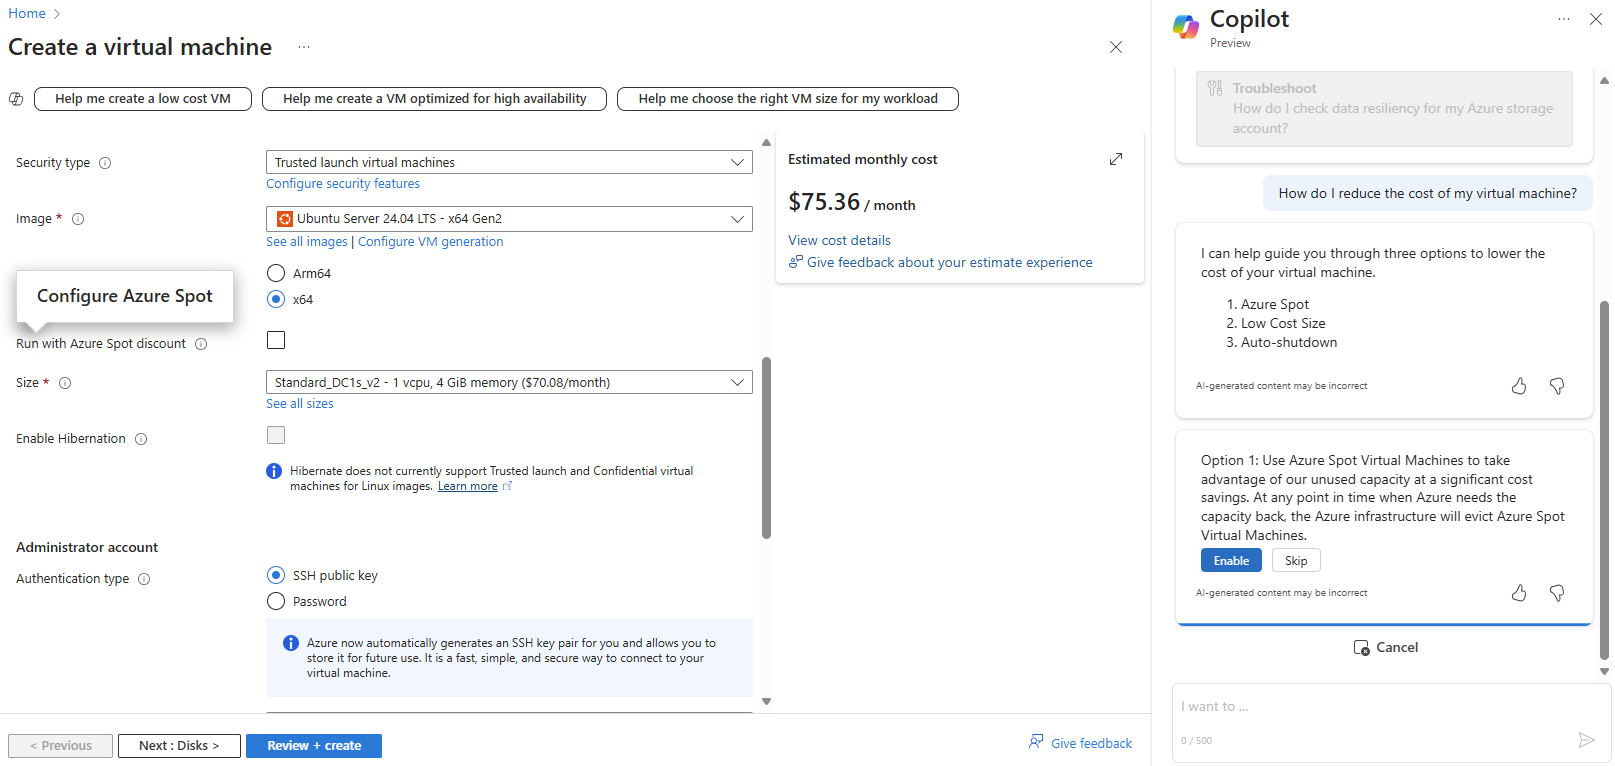 Home >
Create a virtual machine ...
Help me create a low cost VM
Help me create a VM optimized for high availability
Help me choose the right VM size for my workload
Security type
Trusted launch virtual machines
Configure security features
Image *
Ubuntu Server 24.04 LTS - x64 Gen2
See all images | Configure VM generation
Arm64
Configure Azure Spot
x64
Run with Azure Spot discount
Size *
Standard_DC1s_v2 - 1 vcpu, 4 GiB memory ($70.08/month)
See all sizes
Enable Hibernation
Hibernate does not currently support Trusted launch and Confidential virtual
machines for Linux images. Learn more
Administrator account
Authentication type
SSH public key
Password
Azure now automatically generates an SSH key pair for you and allows you to
store it for future use. It is a fast, simple, and secure way to connect to your
virtual machine.
< Previous
Next : Disks >
Review + create
Give feedback
Estimated monthly cost
$75.36 / month
View cost details
Give feedback about your estimate experience
Copilot
Preview
...
Troubleshoot
How do I check data resiliency for my Azure storage
account?
How do I reduce the cost of my virtual machine?
I can help guide you through three options to lower the
cost of your virtual machine.
1. Azure Spot
2. Low Cost Size
3. Auto-shutdown
AI-generated content may be incorrect
Option 1: Use Azure Spot Virtual Machines to take
advantage of our unused capacity at a significant cost
savings. At any point in time when Azure needs the
capacity back, the Azure infrastructure will evict Azure Spot
Virtual Machines.
Enable
Skip
AI-generated content may be incorrect
Cancel
I want to ...
0 / 500